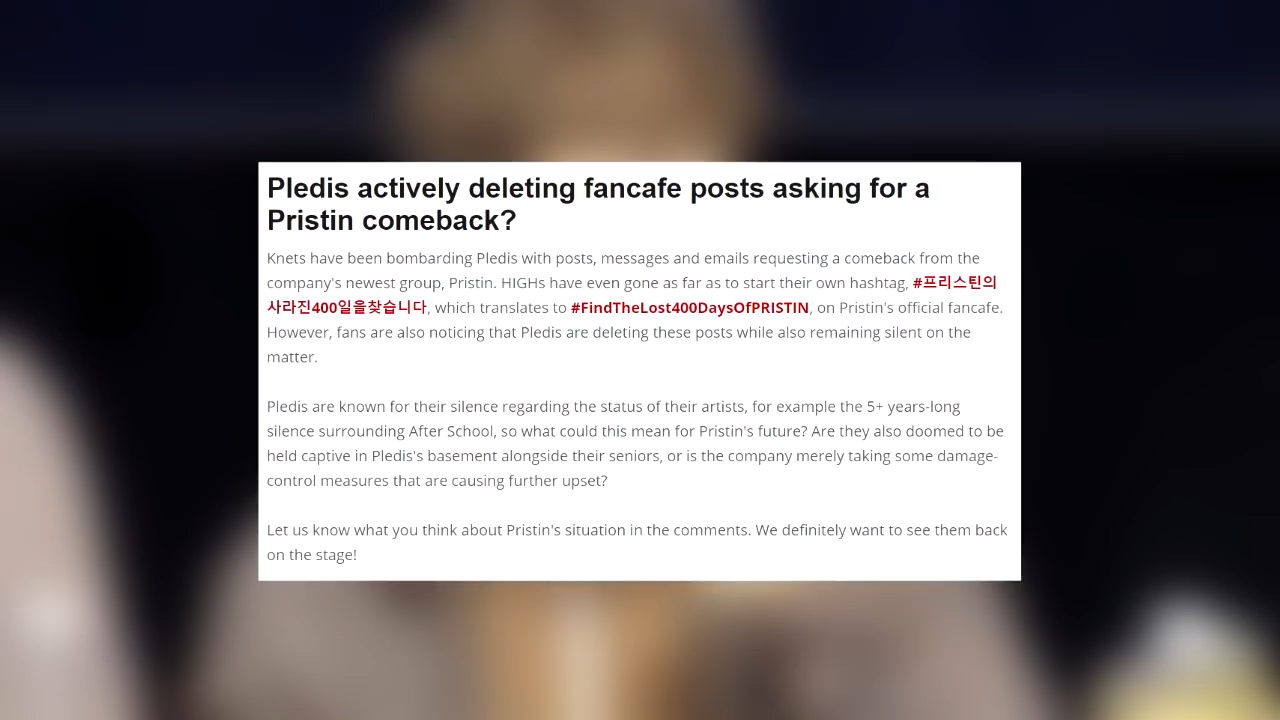 Pledis actively deleting fancafe posts asking for a
Pristin comeback?
Knets have been bombarding Pledis with posts, messages and emails requesting a comeback from the
company's newest group, Pristin. HIGHs have even gone as far as to start their own hashtag, #프리스틴의
사라진400일을찾습니다, which translates to #FindTheLost400DaysOfPRISTIN, on Pristin's official fancafe.
However, fans are also noticing that Pledis are deleting these posts while also remaining silent on the
matter.
Pledis are known for their silence regarding the status of their artists, for example the 5+ years-long
silence surrounding After School, so what could this mean for Pristin's future? Are they also doomed to be
held captive in Pledis's basement alongside their seniors, or is the company merely taking some damage-
control measures that are causing further upset?
Let us know what you think about Pristin's situation in the comments. We definitely want to see them back
on the stage!